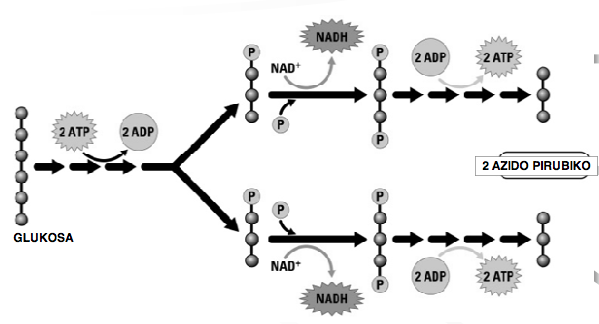 P
NADH
P
NAD⁺
2 ADP
2 ATP
P
P
2 ATP
2 ADP
GLUKOSA
2 AZIDO PIRUBIKO
P
P
P
NAD⁺
2 ADP
2 ATP
NADH
P